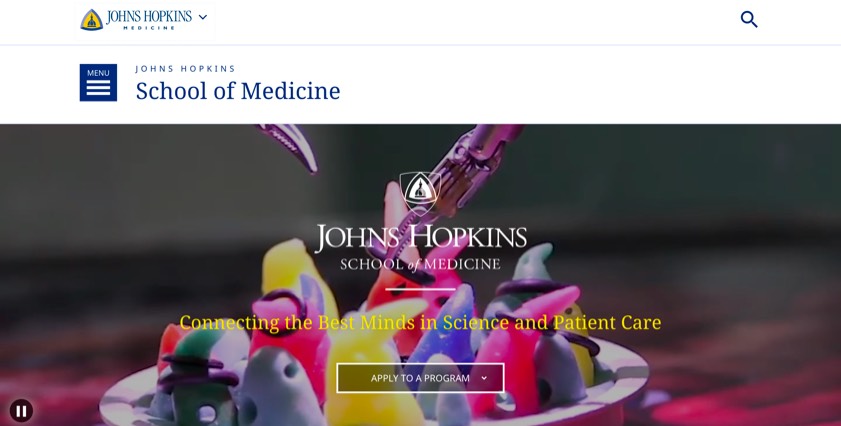 JOHNS HOPKINS
MEDICINE
MENU
JOHNS HOPKINS
School of Medicine
JOHNS HOPKINS
SCHOOL of MEDICINE
Connecting the Best Minds in Science and Patient Care
APPLY TO A PROGRAM